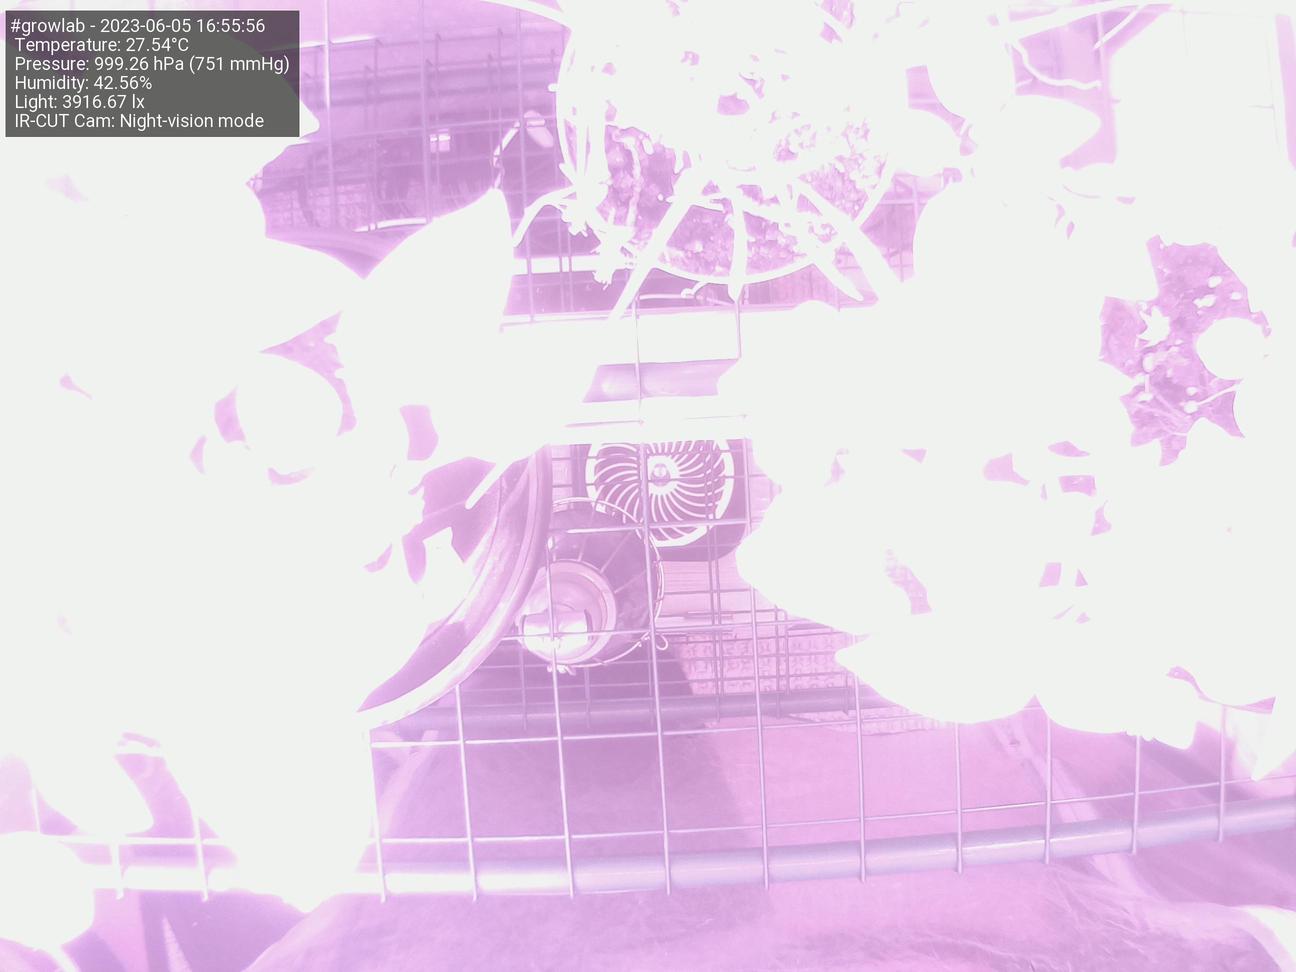 #growlab - 2023-06-05 16:55:56
Temperature: 27.54°C
Pressure: 999.26 hPa (751 mmHg)
Humidity: 42.56%
Light: 3916.67 lx
IR-CUT Cam: Night-vision mode